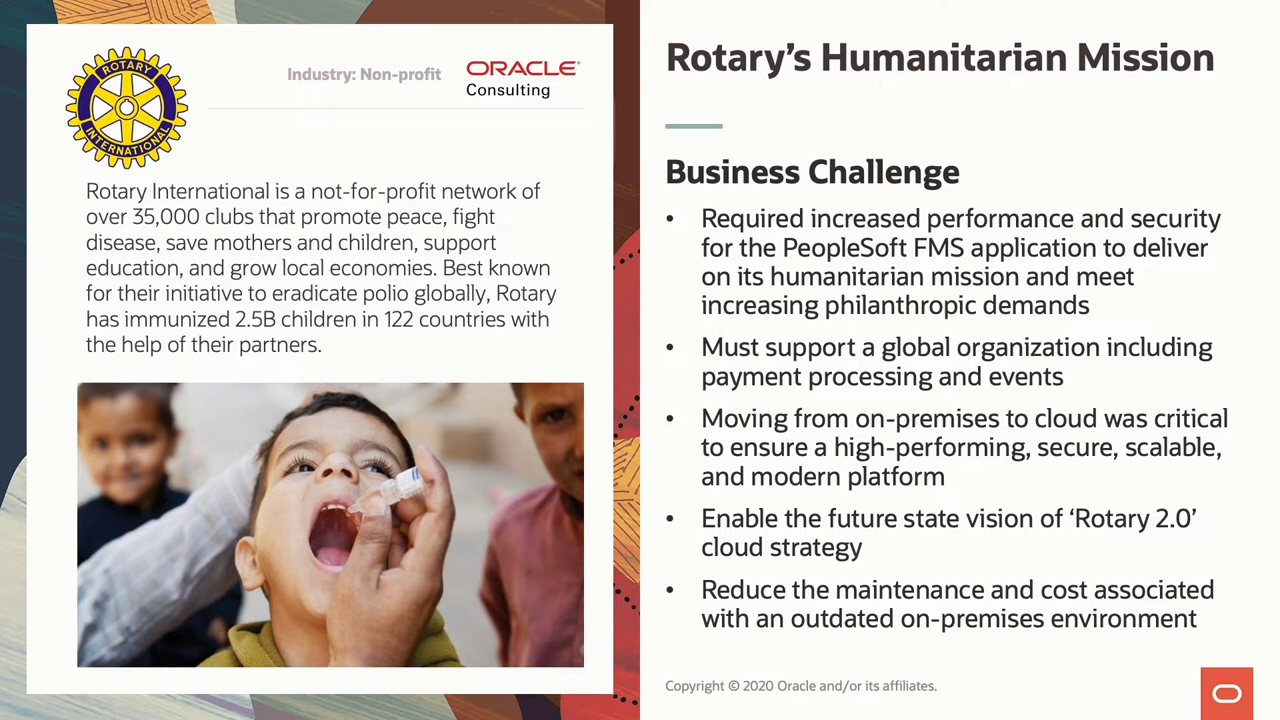 ROTARY
INTERNATIONAL
Industry: Non-profit
ORACLE®
Consulting
Rotary International is a not-for-profit network of
over 35,000 clubs that promote peace, fight
disease, save mothers and children, support
education, and grow local economies. Best known
for their initiative to eradicate polio globally, Rotary
has immunized 2.5B children in 122 countries with
the help of their partners.
Rotary’s Humanitarian Mission
Business Challenge
• Required increased performance and security
for the PeopleSoft FMS application to deliver
on its humanitarian mission and meet
increasing philanthropic demands
• Must support a global organization including
payment processing and events
• Moving from on-premises to cloud was critical
to ensure a high-performing, secure, scalable,
and modern platform
• Enable the future state vision of ‘Rotary 2.0’
cloud strategy
• Reduce the maintenance and cost associated
with an outdated on-premises environment
Copyright © 2020 Oracle and/or its affiliates.